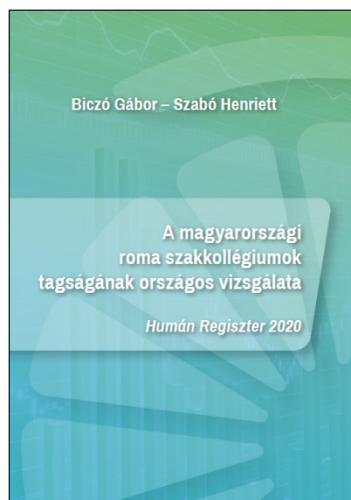 Biczó Gábor – Szabó Henriett
A magyarországi
roma szakkollégiumok
tagságának országos vizsgálata
Humán Regiszter 2020